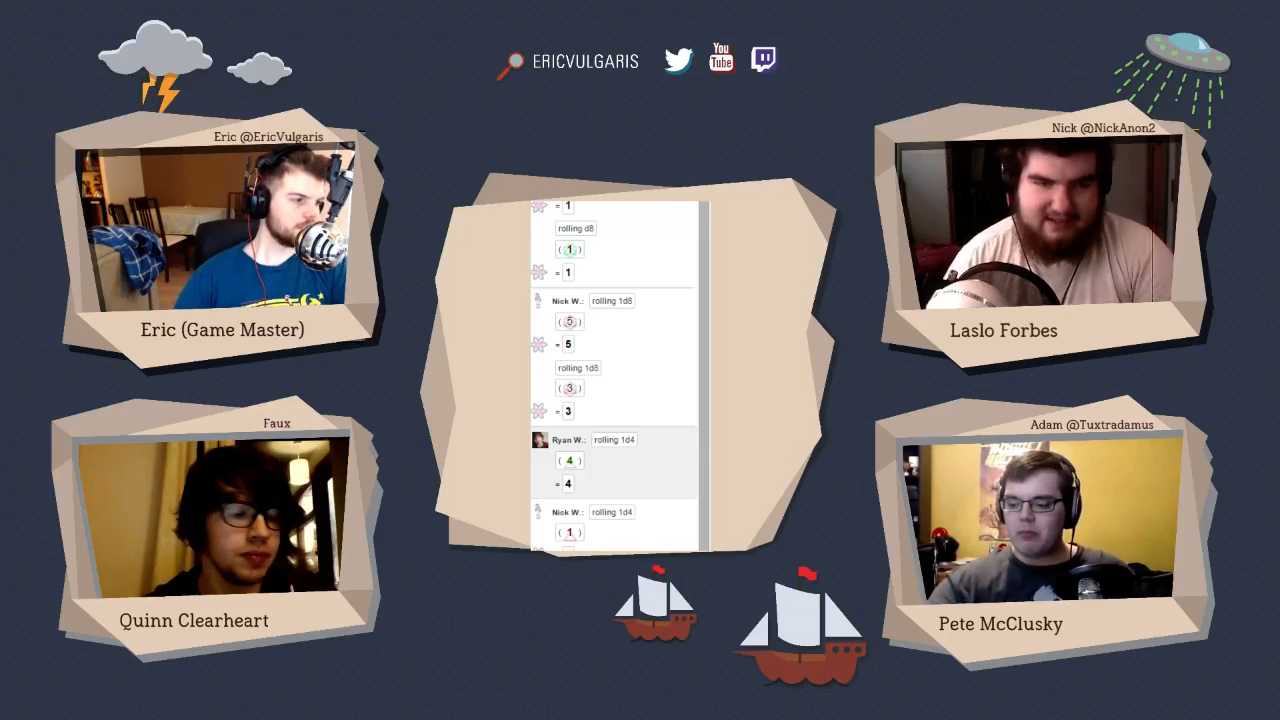 ERICVULGARIS
You
Tube
Eric @EricVulgaris
Eric (Game Master)
Nick @NickAnon2
Laslo Forbes
= 1
rolling d8
( 1 )
= 1
Nick W.: rolling 1d8
( 5 )
= 5
rolling 1d8
( 3 )
= 3
Ryan W.: rolling 1d4
( 4 )
= 4
Nick W.: rolling 1d4
( 1 )
Faux
Quinn Clearheart
Adam @Tuxtradamus
Pete McClusky